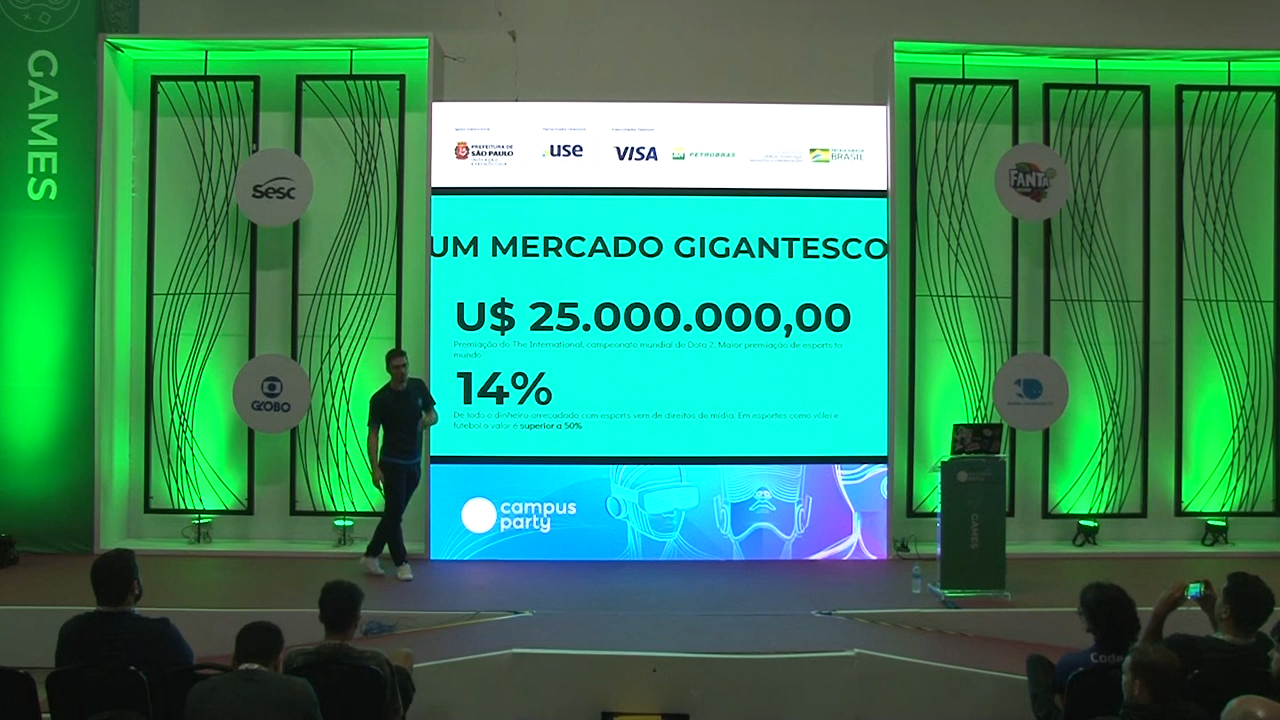 GAMES
PREFEITURA DE
SÃO PAULO
.use
VISA
PETROBRAS
BRASIL
UM MERCADO GIGANTESCO
U$ 25.000.000,00
Premiação do The International, campeonato mundial de Dota 2. Maior premiação de esports to
mundo
14%
De todo o dinheiro arrecadado com esports vem de direitos de mídia. Em esportes como vôlei e
futebol o valor é superior a 50%
campus
party
Sesc
GLOBO
FANTA
GAMES
Code